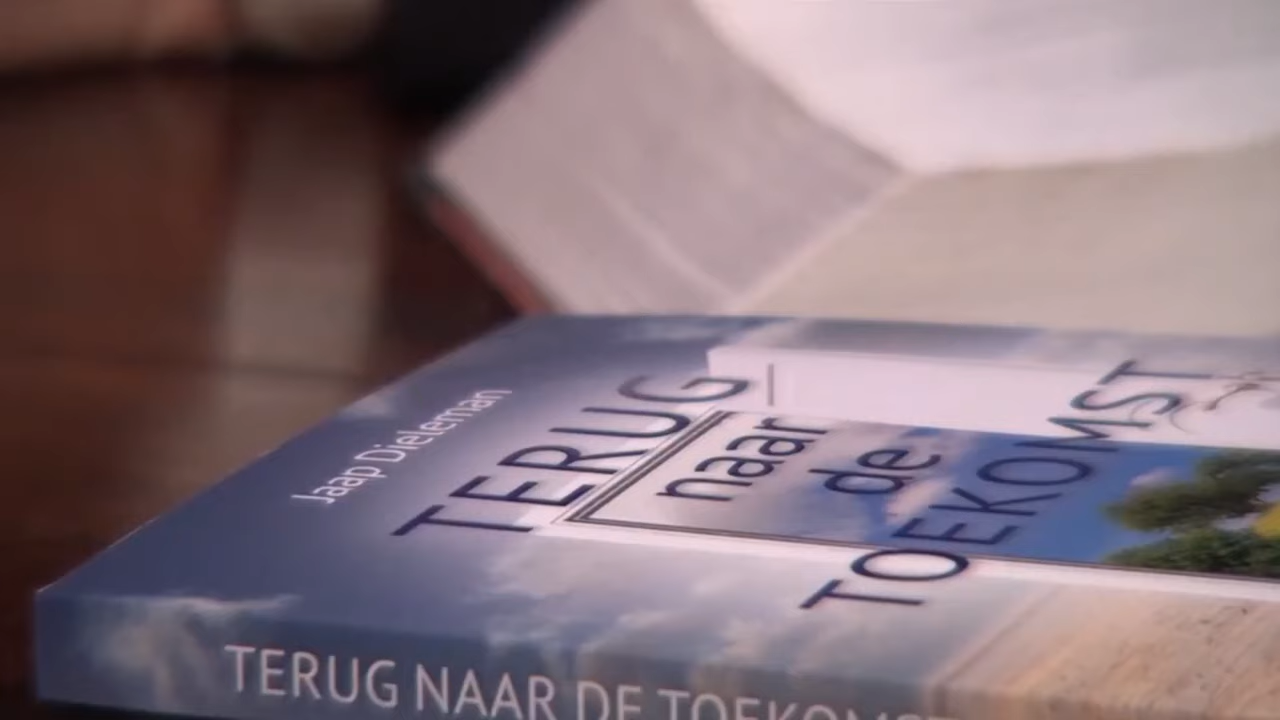 Jaap Dieleman
TERUG
naar
de
TOEKOMST
TERUG NAAR DE TOEKOMST